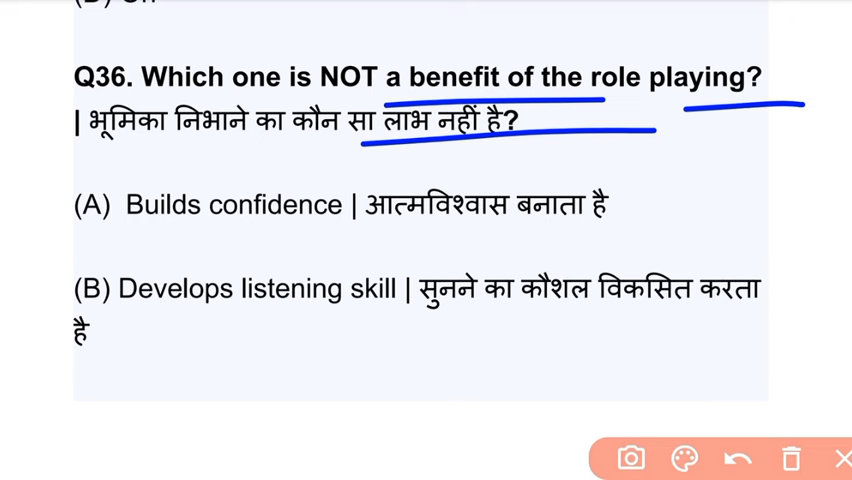 Q36. Which one is NOT a benefit of the role playing?
| भूमिका निभाने का कौन सा लाभ नहीं है?
(A) Builds confidence | आत्मविश्वास बनाता है
(B) Develops listening skill | सुनने का कौशल विकसित करता
है